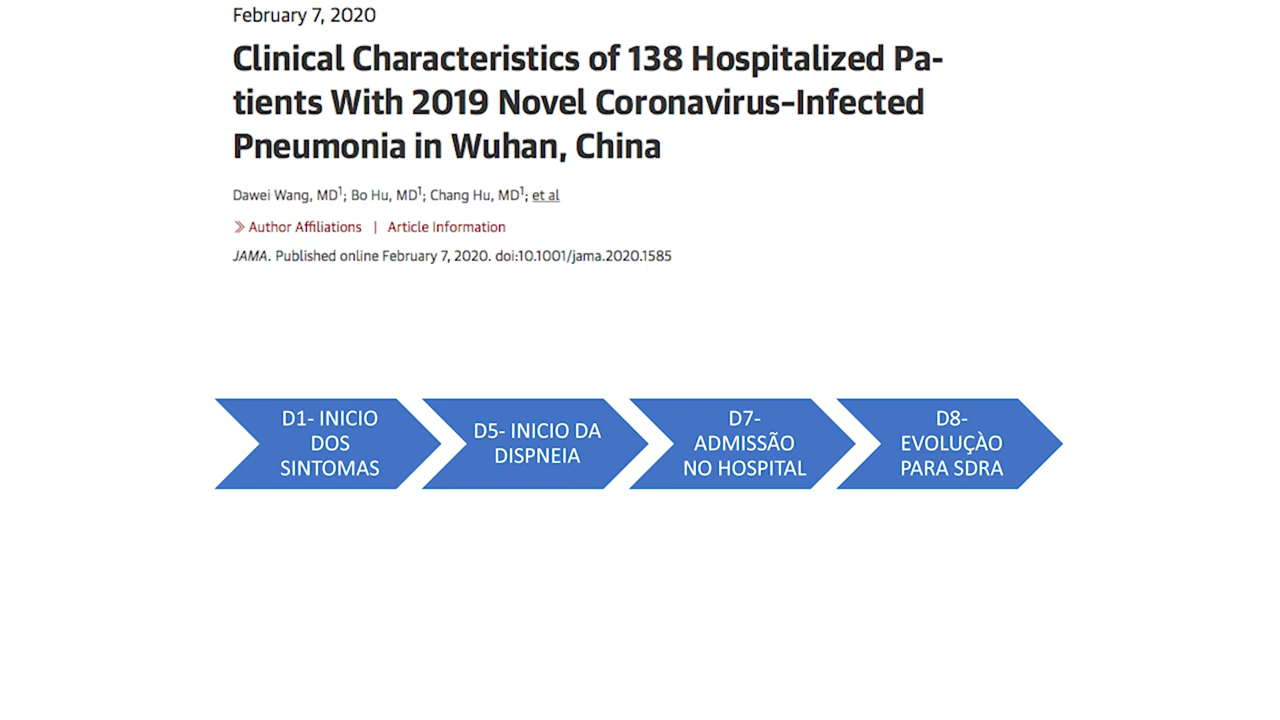 February 7, 2020
Clinical Characteristics of 138 Hospitalized Pa-
tients With 2019 Novel Coronavirus–Infected
Pneumonia in Wuhan, China
Dawei Wang, MD1; Bo Hu, MD1; Chang Hu, MD1; et al
Author Affiliations | Article Information
JAMA. Published online February 7, 2020. doi:10.1001/jama.2020.1585
D1- INICIO
DOS
SINTOMAS
D5- INICIO DA
DISPNEIA
D7-
ADMISSÃO
NO HOSPITAL
D8-
EVOLUÇÀO
PARA SDRA